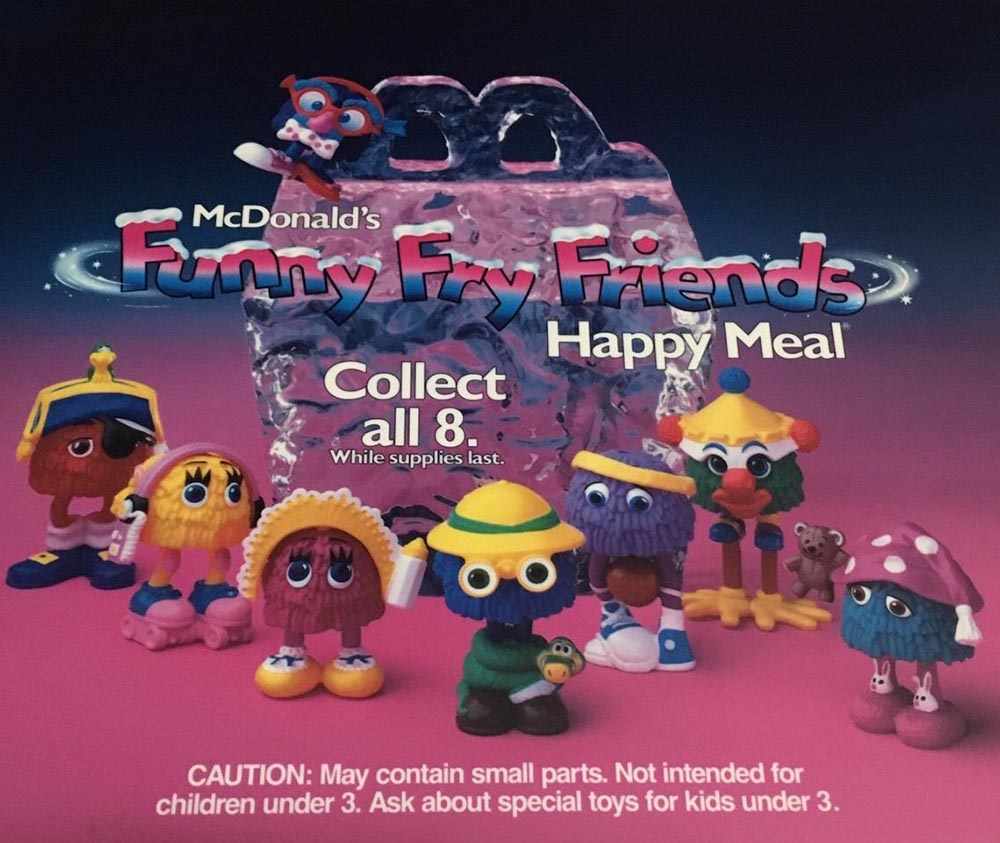 McDonald's
Funny Fry Friends
Happy Meal
Collect
all 8.
While supplies last.
CAUTION: May contain small parts. Not intended for
children under 3. Ask about special toys for kids under 3.